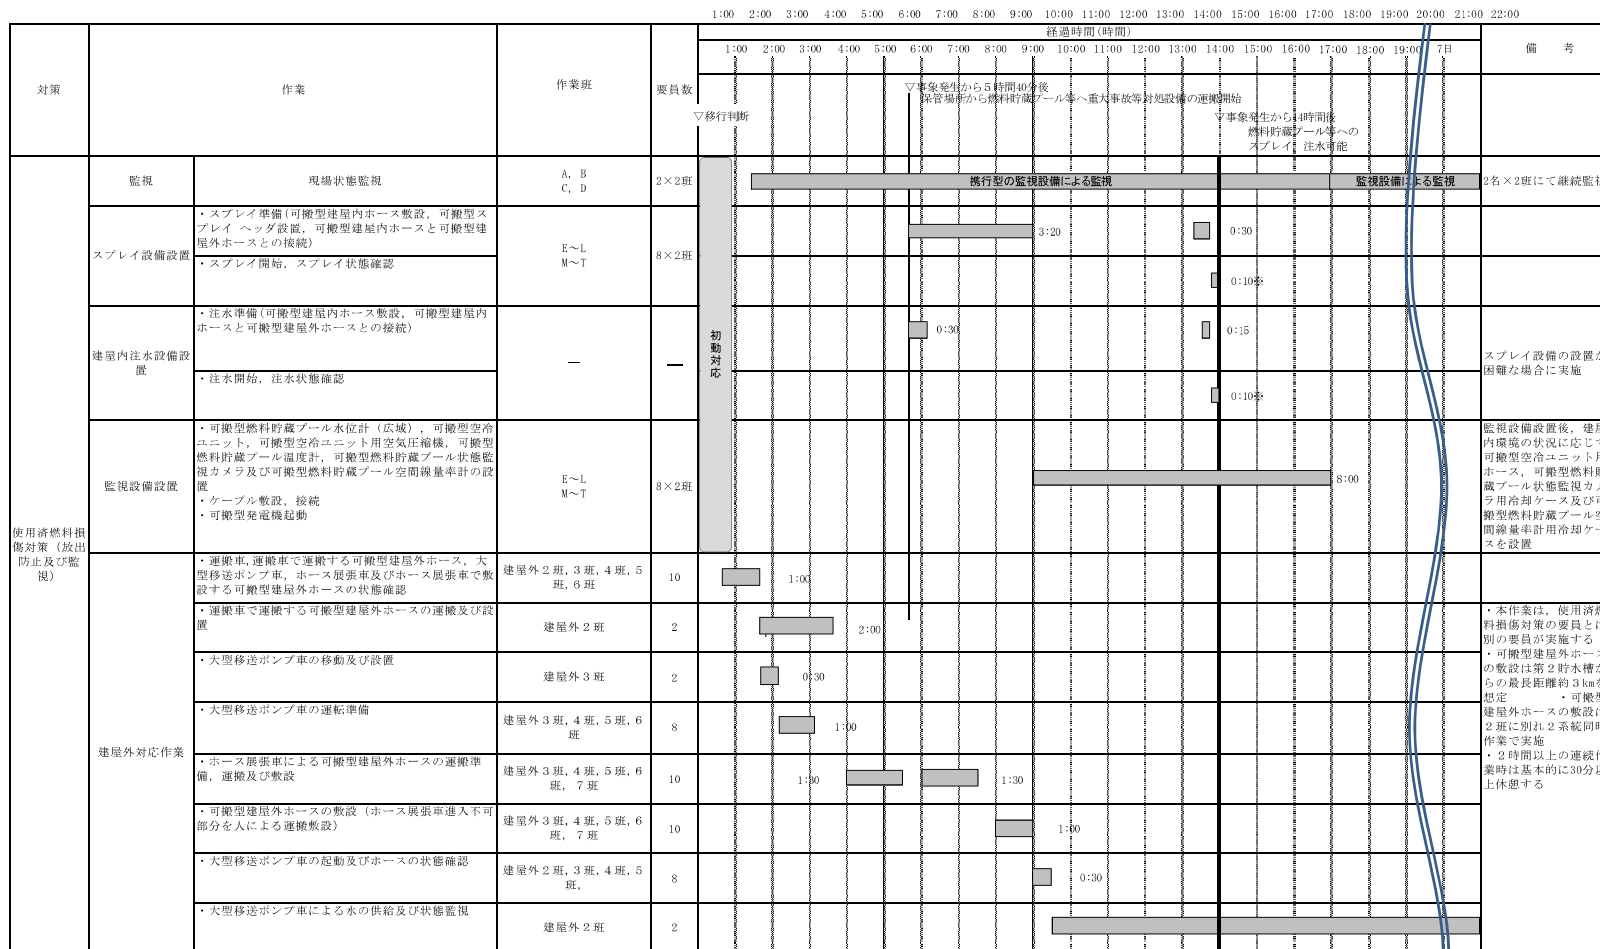 1:00 2:00 3:00 4:00 5:00 6:00 7:00 8:00 9:00 10:00 11:00 12:00 13:00 14:00 15:00 16:00 17:00 18:00 19:00 20:00 21:00 22:00
対策 作業 作業班 要員数 経過時間(時間) 備 考
1:00 2:00 3:00 4:00 5:00 6:00 7:00 8:00 9:00 10:00 11:00 12:00 13:00 14:00 15:00 16:00 17:00 18:00 19:00 7日
▽移行判断
▽事象発生から5時間40分後
保管場所から燃料貯蔵プール等へ重大事故等対処設備の運搬開始
▽事象発生から14時間後
燃料貯蔵プール等への
スプレイ，注水可能
使用済燃料損
傷対策（放出
防止及び監
視）
初
動
対
応
監視 現場状態監視
A，B
C，D
2×2班
携行型の監視設備による監視 監視設備による監視
2名×2班にて継続監視
スプレイ設備設置
・スプレイ準備(可搬型建屋内ホース敷設，可搬型ス
プレイ ヘッダ設置，可搬型建屋内ホースと可搬型建
屋外ホースとの接続)
E～L
M～T
8×2班
3:20 0:30
・スプレイ開始，スプレイ状態確認
0:10※
建屋内注水設備設
置
・注水準備(可搬型建屋内ホース敷設，可搬型建屋内
ホースと可搬型建屋外ホースとの接続)
― ―
0:30 0:15
スプレイ設備の設置が
困難な場合に実施
・注水開始，注水状態確認
0:10※
監視設備設置
・可搬型燃料貯蔵プール水位計（広域），可搬型空冷
ユニット，可搬型空冷ユニット用空気圧縮機，可搬型
燃料貯蔵プール温度計，可搬型燃料貯蔵プール状態監
視カメラ及び可搬型燃料貯蔵プール空間線量率計の設
置
・ケーブル敷設，接続
・可搬型発電機起動
E～L
M～T
8×2班
8:00
監視設備設置後，建屋
内環境の状況に応じて
可搬型空冷ユニット用
ホース，可搬型燃料貯
蔵プール状態監視カメ
ラ用冷却ケース及び可
搬型燃料貯蔵プール空
間線量率計用冷却ケー
スを設置
建屋外対応作業
・運搬車，運搬車で運搬する可搬型建屋外ホース，大
型移送ポンプ車，ホース展張車及びホース展張車で敷
設する可搬型建屋外ホースの状態確認
建屋外２班，3班，4班，5
班，6班
10
1:00
・運搬車で運搬する可搬型建屋外ホースの運搬及び設
置
建屋外２班
2
2:00
・大型移送ポンプ車の移動及び設置
建屋外３班
2
0:30
・大型移送ポンプ車の運転準備
建屋外３班，4班，5班，6
班
8
1:00
・ホース展張車による可搬型建屋外ホースの運搬準
備，運搬及び敷設
建屋外３班，4班，5班，6
班，７班
10
1:30 1:30
・可搬型建屋外ホースの敷設（ホース展張車進入不可
部分を人による運搬敷設）
建屋外３班，4班，5班，6
班，７班
10
1:00
・大型移送ポンプ車の起動及びホースの状態確認
建屋外２班，3班，4班，5
班，
8
0:30
・大型移送ポンプ車による水の供給及び状態監視
建屋外２班
2
・本作業は，使用済燃
料損傷対策の要員とは
別の要員が実施する
・可搬型建屋外ホース
の敷設は第２貯水槽か
らの最長距離約３kmを
想定 ・可搬型
建屋外ホースの敷設は
２班に別れ２系統同時
作業で実施
・２時間以上の連続作
業時は基本的に30分以
上休憩する